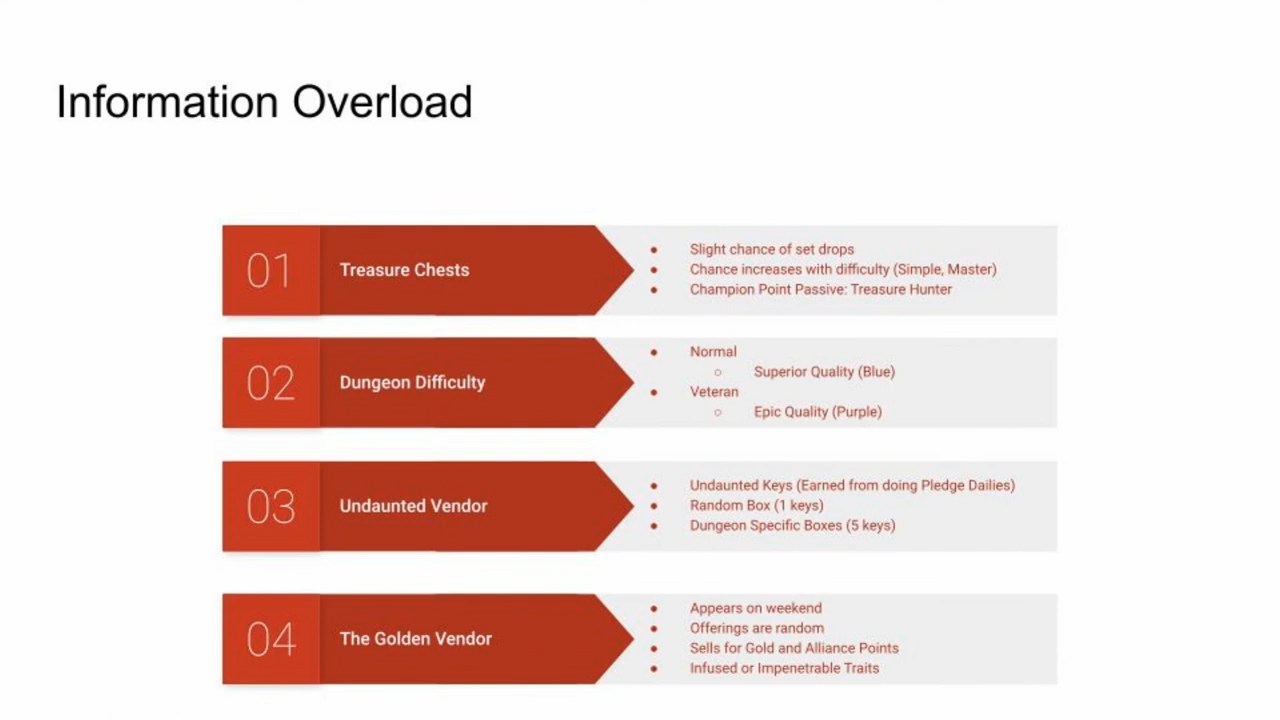 Information Overload
01
Treasure Chests
● Slight chance of set drops
● Chance increases with difficulty (Simple, Master)
● Champion Point Passive: Treasure Hunter
02
Dungeon Difficulty
● Normal
○ Superior Quality (Blue)
● Veteran
○ Epic Quality (Purple)
03
Undaunted Vendor
● Undaunted Keys (Earned from doing Pledge Dailies)
● Random Box (1 keys)
● Dungeon Specific Boxes (5 keys)
04
The Golden Vendor
● Appears on weekend
● Offerings are random
● Sells for Gold and Alliance Points
● Infused or Impenetrable Traits